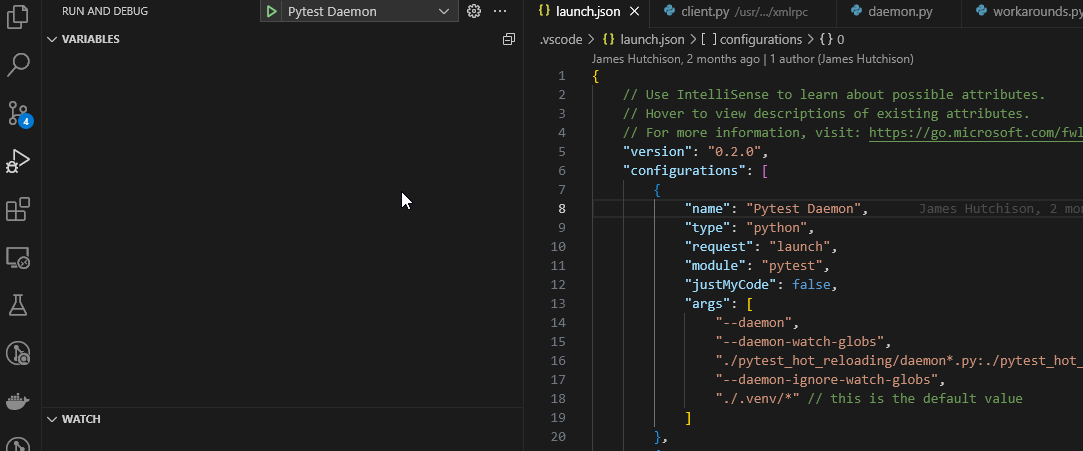 RUN AND DEBUG
Pytest Daemon
VARIABLES
WATCH
4
launch.json
client.py /usr/.../xmlrpc
daemon.py
workarounds.py
.vscode > {} launch.json > [ ] configurations > {} 0
James Hutchison, 2 months ago | 1 author (James Hutchison)
1 {
2 // Use IntelliSense to learn about possible attributes.
3 // Hover to view descriptions of existing attributes.
4 // For more information, visit: https://go.microsoft.com/fwl
5 "version": "0.2.0",
6 "configurations": [
7 {
8 "name": "Pytest Daemon", James Hutchison, 2 mo
9 "type": "python",
10 "request": "launch",
11 "module": "pytest",
12 "justMyCode": false,
13 "args": [
14 "--daemon",
15 "--daemon-watch-globs",
16 "./pytest_hot_reloading/daemon*.py:./pytest_hot_
17 "--daemon-ignore-watch-globs",
18 "./.venv/*" // this is the default value
19 ]
20 },